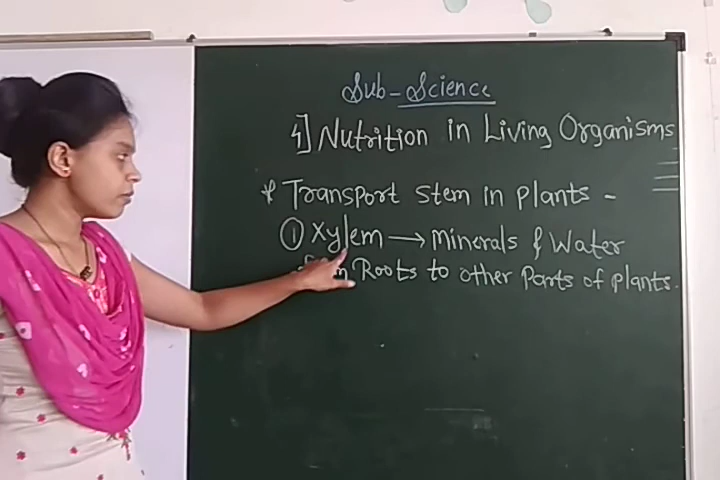 Sub-Science
4] Nutrition in Living Organisms
* Transport stem in plants -
① Xylem → minerals & Water
Roots to other Parts of plants.